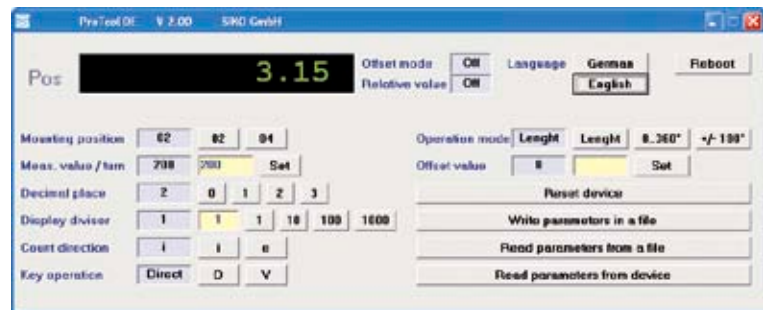 ProTool DE V 2.00 SIKO GmbH
Pos 3.15 Offset mode Off Language German Reboot
Relative value Off English
Mounting position 02 02 04 Operation mode Lenght Lenght 0..360° +/- 180°
Meas. value / turn 200 200 Set Offset value 0 Set
Decimal place 2 0 1 2 3 Reset device
Display divisor 1 1 1 10 100 1000 Write parameters in a file
Count direction i i e Read parameters from a file
Key operation Direct D V Read parameters from device